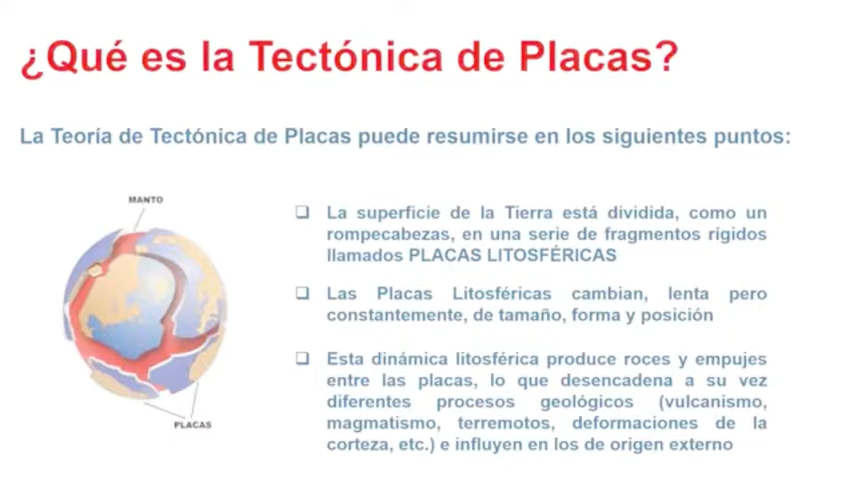 ¿Qué es la Tectónica de Placas?
La Teoría de Tectónica de Placas puede resumirse en los siguientes puntos:
MANTO
PLACAS
La superficie de la Tierra está dividida, como un
rompecabezas, en una serie de fragmentos rígidos
llamados PLACAS LITOSFÉRICAS
Las Placas Litosféricas cambian, lenta pero
constantemente, de tamaño, forma y posición
Esta dinámica litosférica produce roces y empujes
entre las placas, lo que desencadena a su vez
diferentes procesos geológicos (vulcanismo,
magmatismo, terremotos, deformaciones de la
corteza, etc.) e influyen en los de origen externo